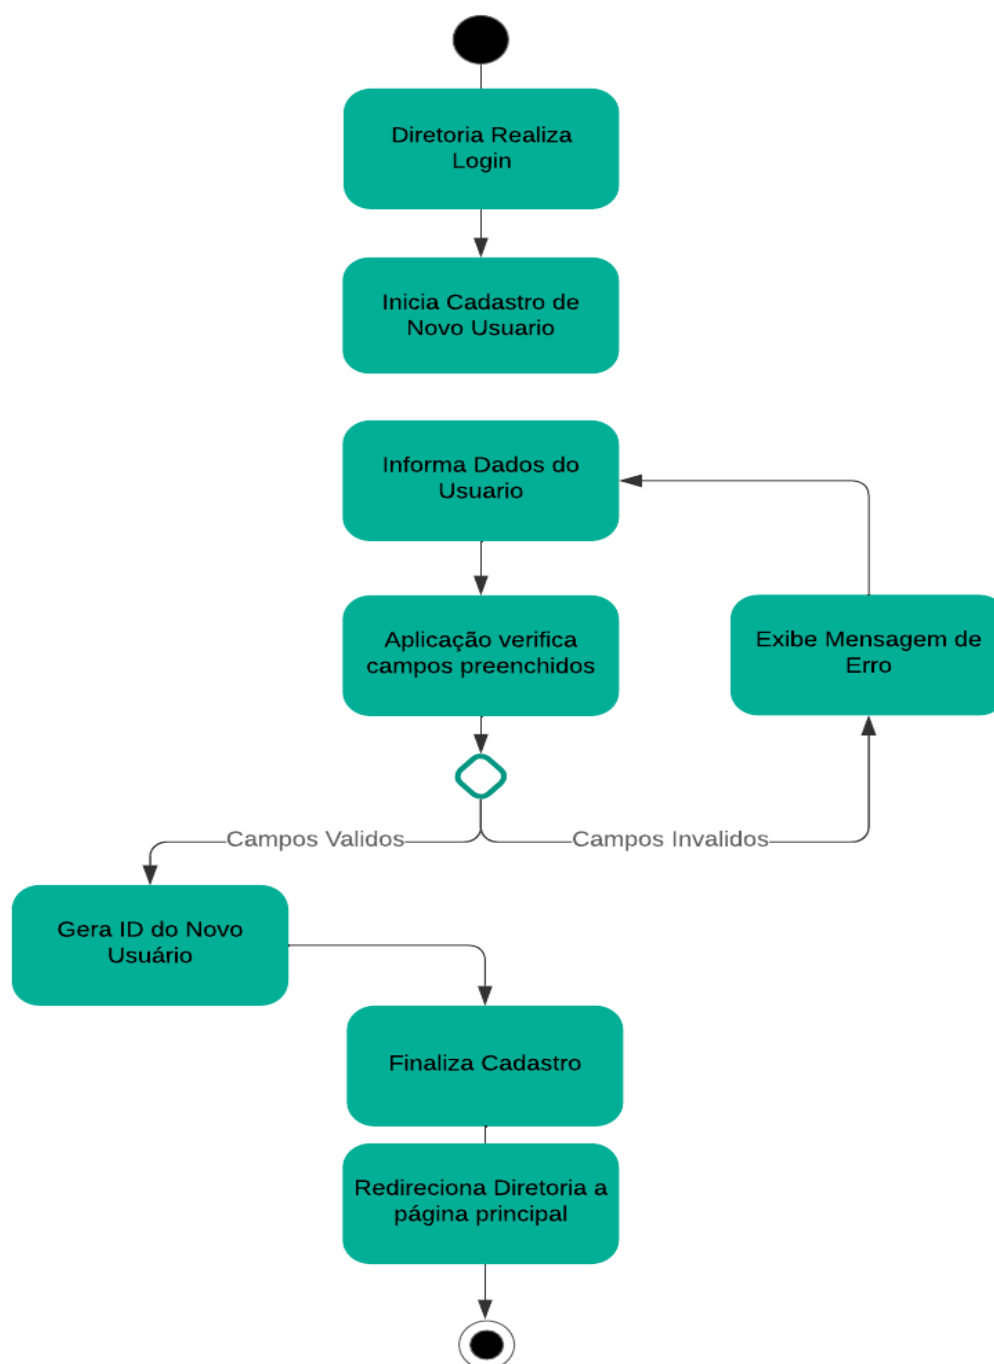 Diretoria Realiza
Login
Inicia Cadastro de
Novo Usuario
Informa Dados do
Usuario
Aplicação verifica
campos preenchidos
Exibe Mensagem de
Erro
Campos Validos
Campos Invalidos
Gera ID do Novo
Usuário
Finaliza Cadastro
Redireciona Diretoria a
página principal